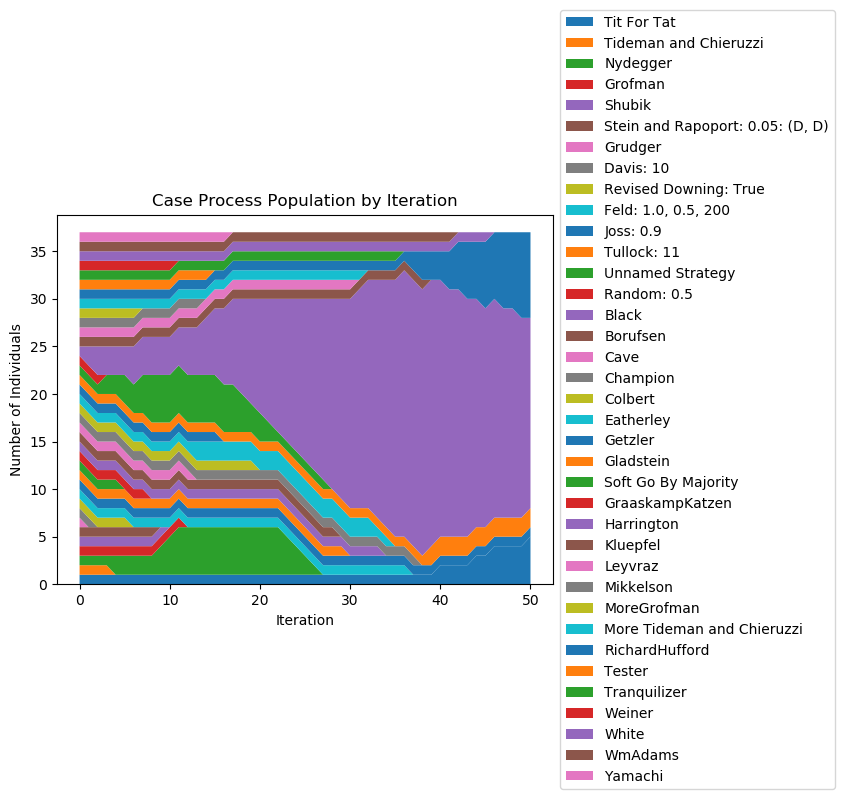 Case Process Population by Iteration
Number of Individuals
35
30
25
20
15
10
5
0
0 10 20 30 40 50
Iteration
Tit For Tat
Tideman and Chieruzzi
Nydegger
Grofman
Shubik
Stein and Rapoport: 0.05: (D, D)
Grudger
Davis: 10
Revised Downing: True
Feld: 1.0, 0.5, 200
Joss: 0.9
Tullock: 11
Unnamed Strategy
Random: 0.5
Black
Borufsen
Cave
Champion
Colbert
Eatherley
Getzler
Gladstein
Soft Go By Majority
GraaskampKatzen
Harrington
Kluepfel
Leyvraz
Mikkelson
MoreGrofman
More Tideman and Chieruzzi
RichardHufford
Tester
Tranquilizer
Weiner
White
WmAdams
Yamachi